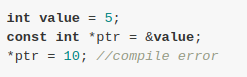 int value = 5;
const int *ptr = &value;
*ptr = 10; //compile error